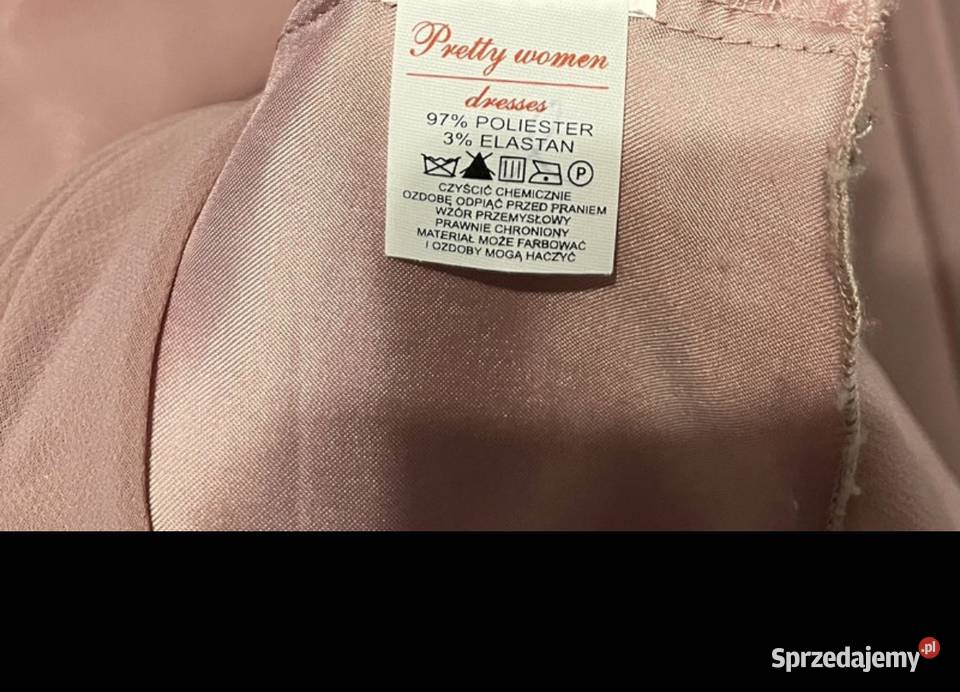 Pretty women
dresses
97% POLIESTER
3% ELASTAN
P
CZYŚCIĆ CHEMICZNIE
OZDOBĘ ODPIĄĆ PRZED PRANIEM
WZÓR PRZEMYSŁOWY
PRAWNIE CHRONIONY
MATERIAŁ MOŻE FARBOWAĆ
I OZDOBY MOGĄ HACZYĆ
Sprzedajemy.pl